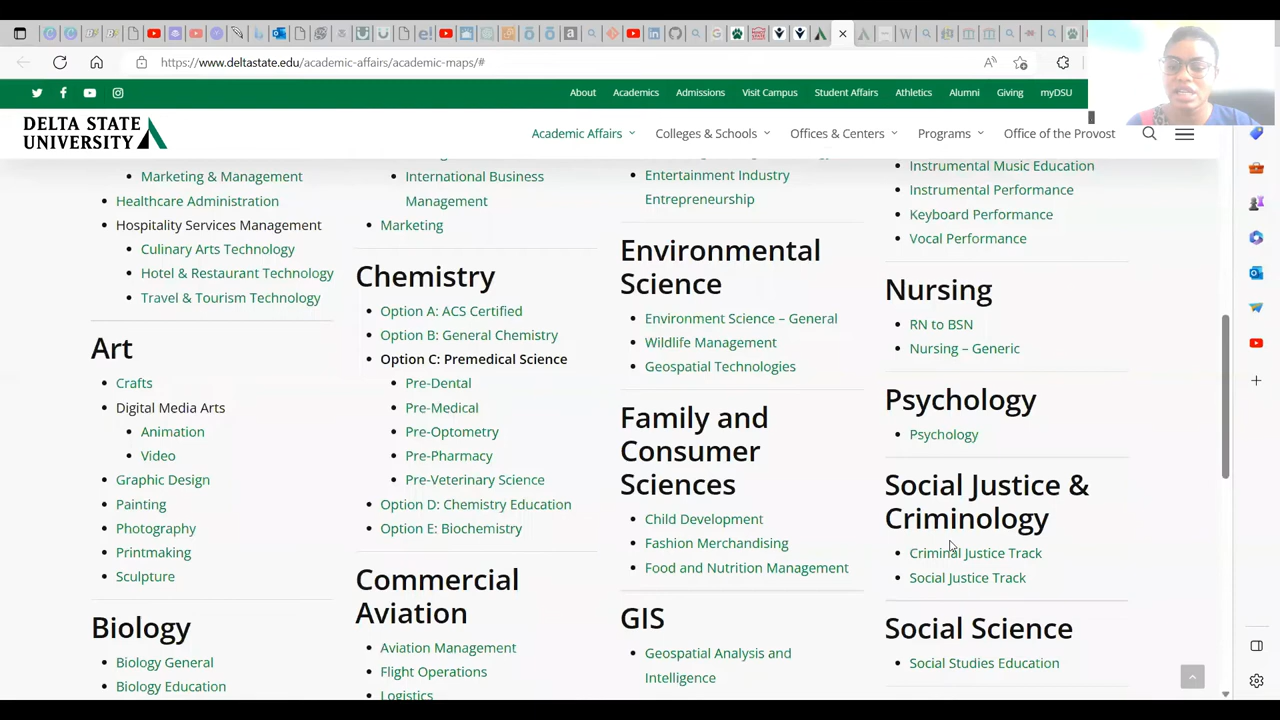 https://www.deltastate.edu/academic-affairs/academic-maps/#
About Academics Admissions Visit Campus Student Affairs Athletics Alumni Giving myDSU
DELTA STATE
UNIVERSITY
Academic Affairs Colleges & Schools Offices & Centers Programs Office of the Provost
Marketing & Management
Healthcare Administration
Hospitality Services Management
Culinary Arts Technology
Hotel & Restaurant Technology
Travel & Tourism Technology
Art
Crafts
Digital Media Arts
Animation
Video
Graphic Design
Painting
Photography
Printmaking
Sculpture
Biology
Biology General
Biology Education
International Business
Management
Marketing
Chemistry
Option A: ACS Certified
Option B: General Chemistry
Option C: Premedical Science
Pre-Dental
Pre-Medical
Pre-Optometry
Pre-Pharmacy
Pre-Veterinary Science
Option D: Chemistry Education
Option E: Biochemistry
Commercial
Aviation
Aviation Management
Flight Operations
Logistics
Entertainment Industry
Entrepreneurship
Environmental
Science
Environment Science – General
Wildlife Management
Geospatial Technologies
Family and
Consumer
Sciences
Child Development
Fashion Merchandising
Food and Nutrition Management
GIS
Geospatial Analysis and
Intelligence
Instrumental Music Education
Instrumental Performance
Keyboard Performance
Vocal Performance
Nursing
RN to BSN
Nursing – Generic
Psychology
Psychology
Social Justice &
Criminology
Criminal Justice Track
Social Justice Track
Social Science
Social Studies Education